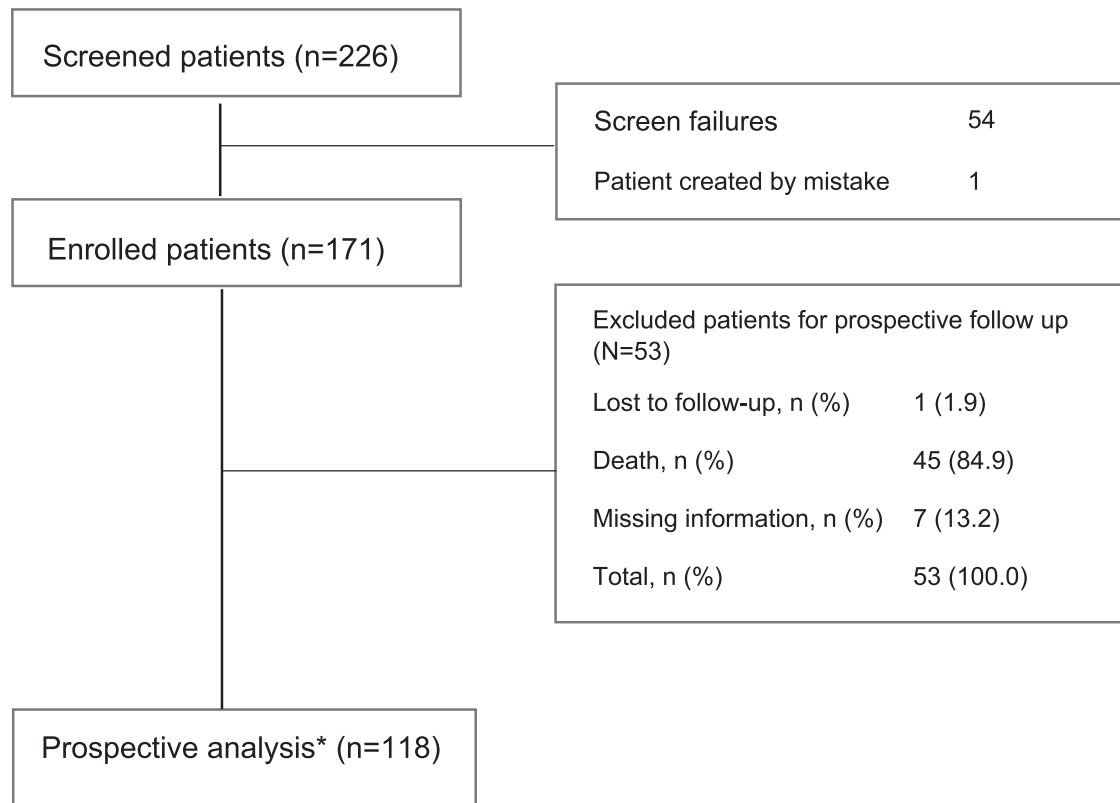 Screened patients (n=226)
Screen failures 54
Patient created by mistake 1
Enrolled patients (n=171)
Excluded patients for prospective follow up
(N=53)
Lost to follow-up, n (%) 1 (1.9)
Death, n (%) 45 (84.9)
Missing information, n (%) 7 (13.2)
Total, n (%) 53 (100.0)
Prospective analysis* (n=118)